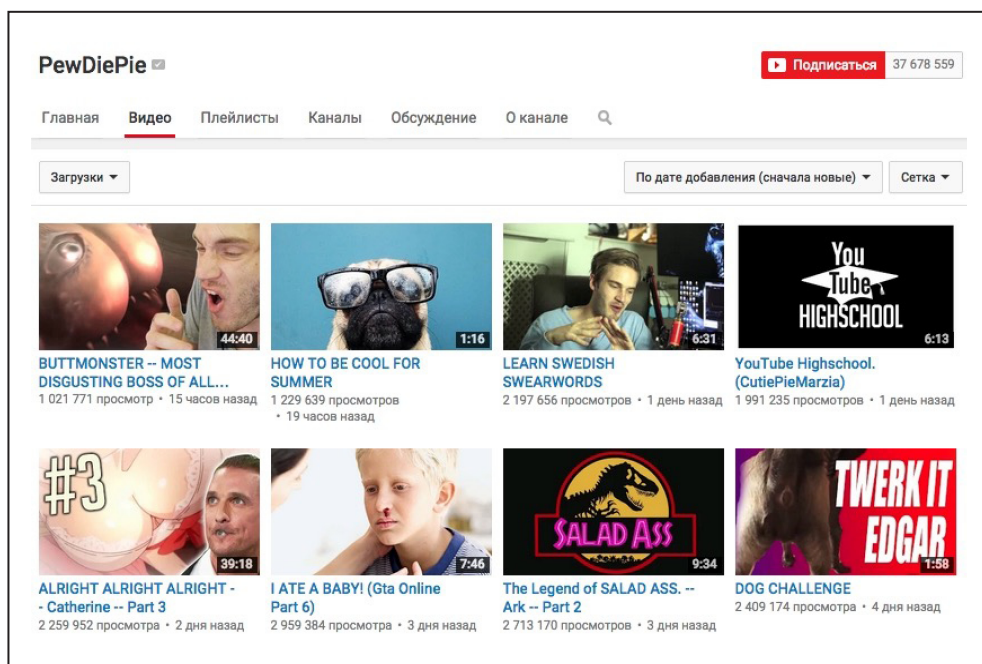 PewDiePie
Подписаться 37 678 559
Главная Видео Плейлисты Каналы Обсуждение О канале
Загрузки По дате добавления (сначала новые) Сетка
44:40
1:16
6:31
You
Tube
HIGHSCHOOL
6:13
BUTTMONSTER -- MOST
DISGUSTING BOSS OF ALL...
1 021 771 просмотр • 15 часов назад
HOW TO BE COOL FOR
SUMMER
1 229 639 просмотров
• 19 часов назад
LEARN SWEDISH
SWEARWORDS
2 197 656 просмотров • 1 день назад
YouTube Highschool.
(CutiePieMarzia)
1 991 235 просмотров • 1 день назад
#3
39:18
7:46
SALAD ASS
9:34
TWERK IT
EDGAR
1:58
ALRIGHT ALRIGHT ALRIGHT -
- Catherine -- Part 3
2 259 952 просмотра • 2 дня назад
I ATE A BABY! (Gta Online
Part 6)
2 959 384 просмотра • 3 дня назад
The Legend of SALAD ASS. --
Ark -- Part 2
2 713 170 просмотров • 3 дня назад
DOG CHALLENGE
2 409 174 просмотра • 4 дня назад